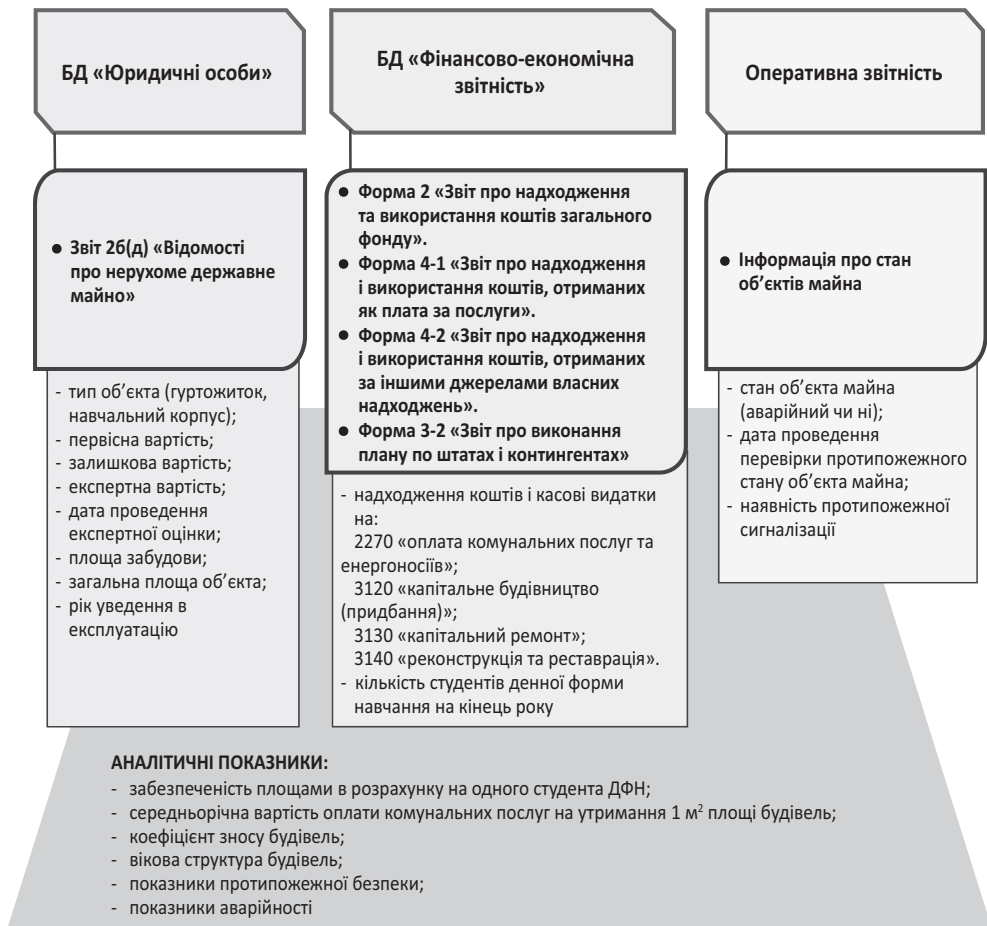 БД «Юридичні особи»
БД «Фінансово-економічна
звітність»
Оперативна звітність
● Звіт 2б(д) «Відомості
про нерухоме державне
майно»
● Форма 2 «Звіт про надходження
та використання коштів загального
фонду».
● Форма 4-1 «Звіт про надходження
і використання коштів, отриманих
як плата за послуги».
● Форма 4-2 «Звіт про надходження
і використання коштів, отриманих
за іншими джерелами власних
надходжень».
● Форма 3-2 «Звіт про виконання
плану по штатах і контингентах»
● Інформація про стан
об’єктів майна
- тип об’єкта (гуртожиток,
навчальний корпус);
- первісна вартість;
- залишкова вартість;
- експертна вартість;
- дата проведення
експертної оцінки;
- площа забудови;
- загальна площа об’єкта;
- рік уведення в
експлуатацію
- надходження коштів і касові видатки
на:
2270 «оплата комунальних послуг та
енергоносіїв»;
3120 «капітальне будівництво
(придбання)»;
3130 «капітальний ремонт»;
3140 «реконструкція та реставрація».
- кількість студентів денної форми
навчання на кінець року
- стан об’єкта майна
(аварійний чи ні);
- дата проведення
перевірки протипожежного
стану об’єкта майна;
- наявність протипожежної
сигналізації
АНАЛІТИЧНІ ПОКАЗНИКИ:
- забезпеченість площами в розрахунку на одного студента ДФН;
- середньорічна вартість оплати комунальних послуг на утримання 1 м² площі будівель;
- коефіцієнт зносу будівель;
- вікова структура будівель;
- показники протипожежної безпеки;
- показники аварійності